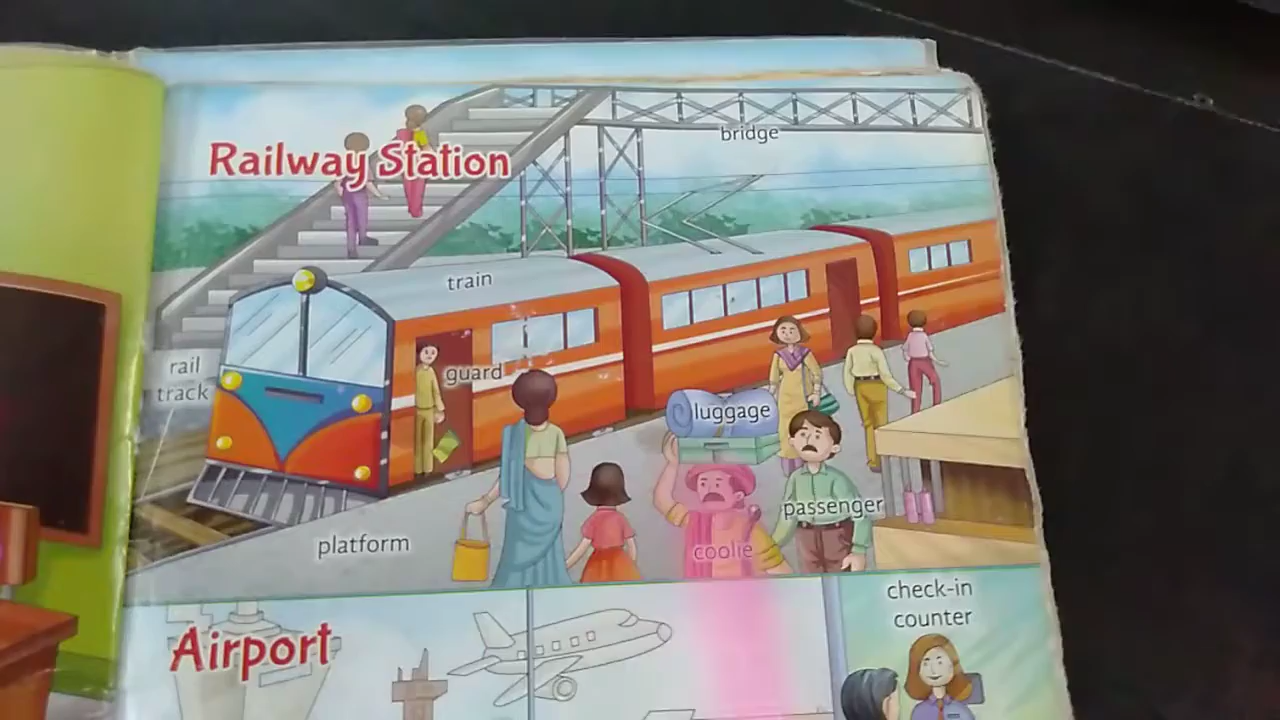 Railway Station
bridge
train
rail
track
guard
luggage
passenger
platform
coolie
Airport
check-in
counter